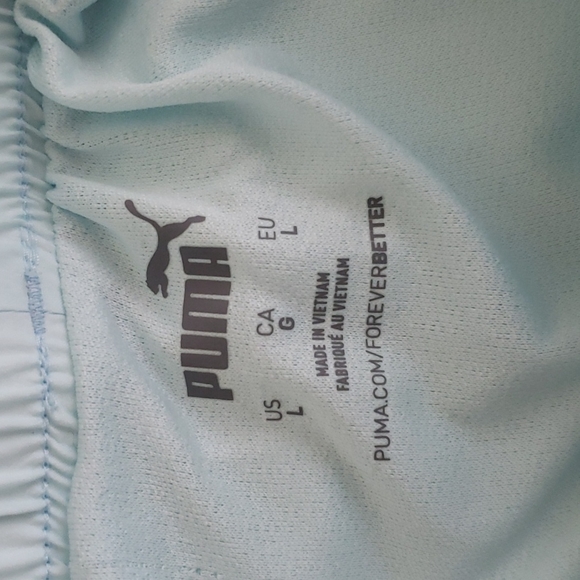 PUMA
US CA EU
L G L
MADE IN VIETNAM
FABRIQUÉ AU VIETNAM
PUMA.COM/FOREVERBETTER